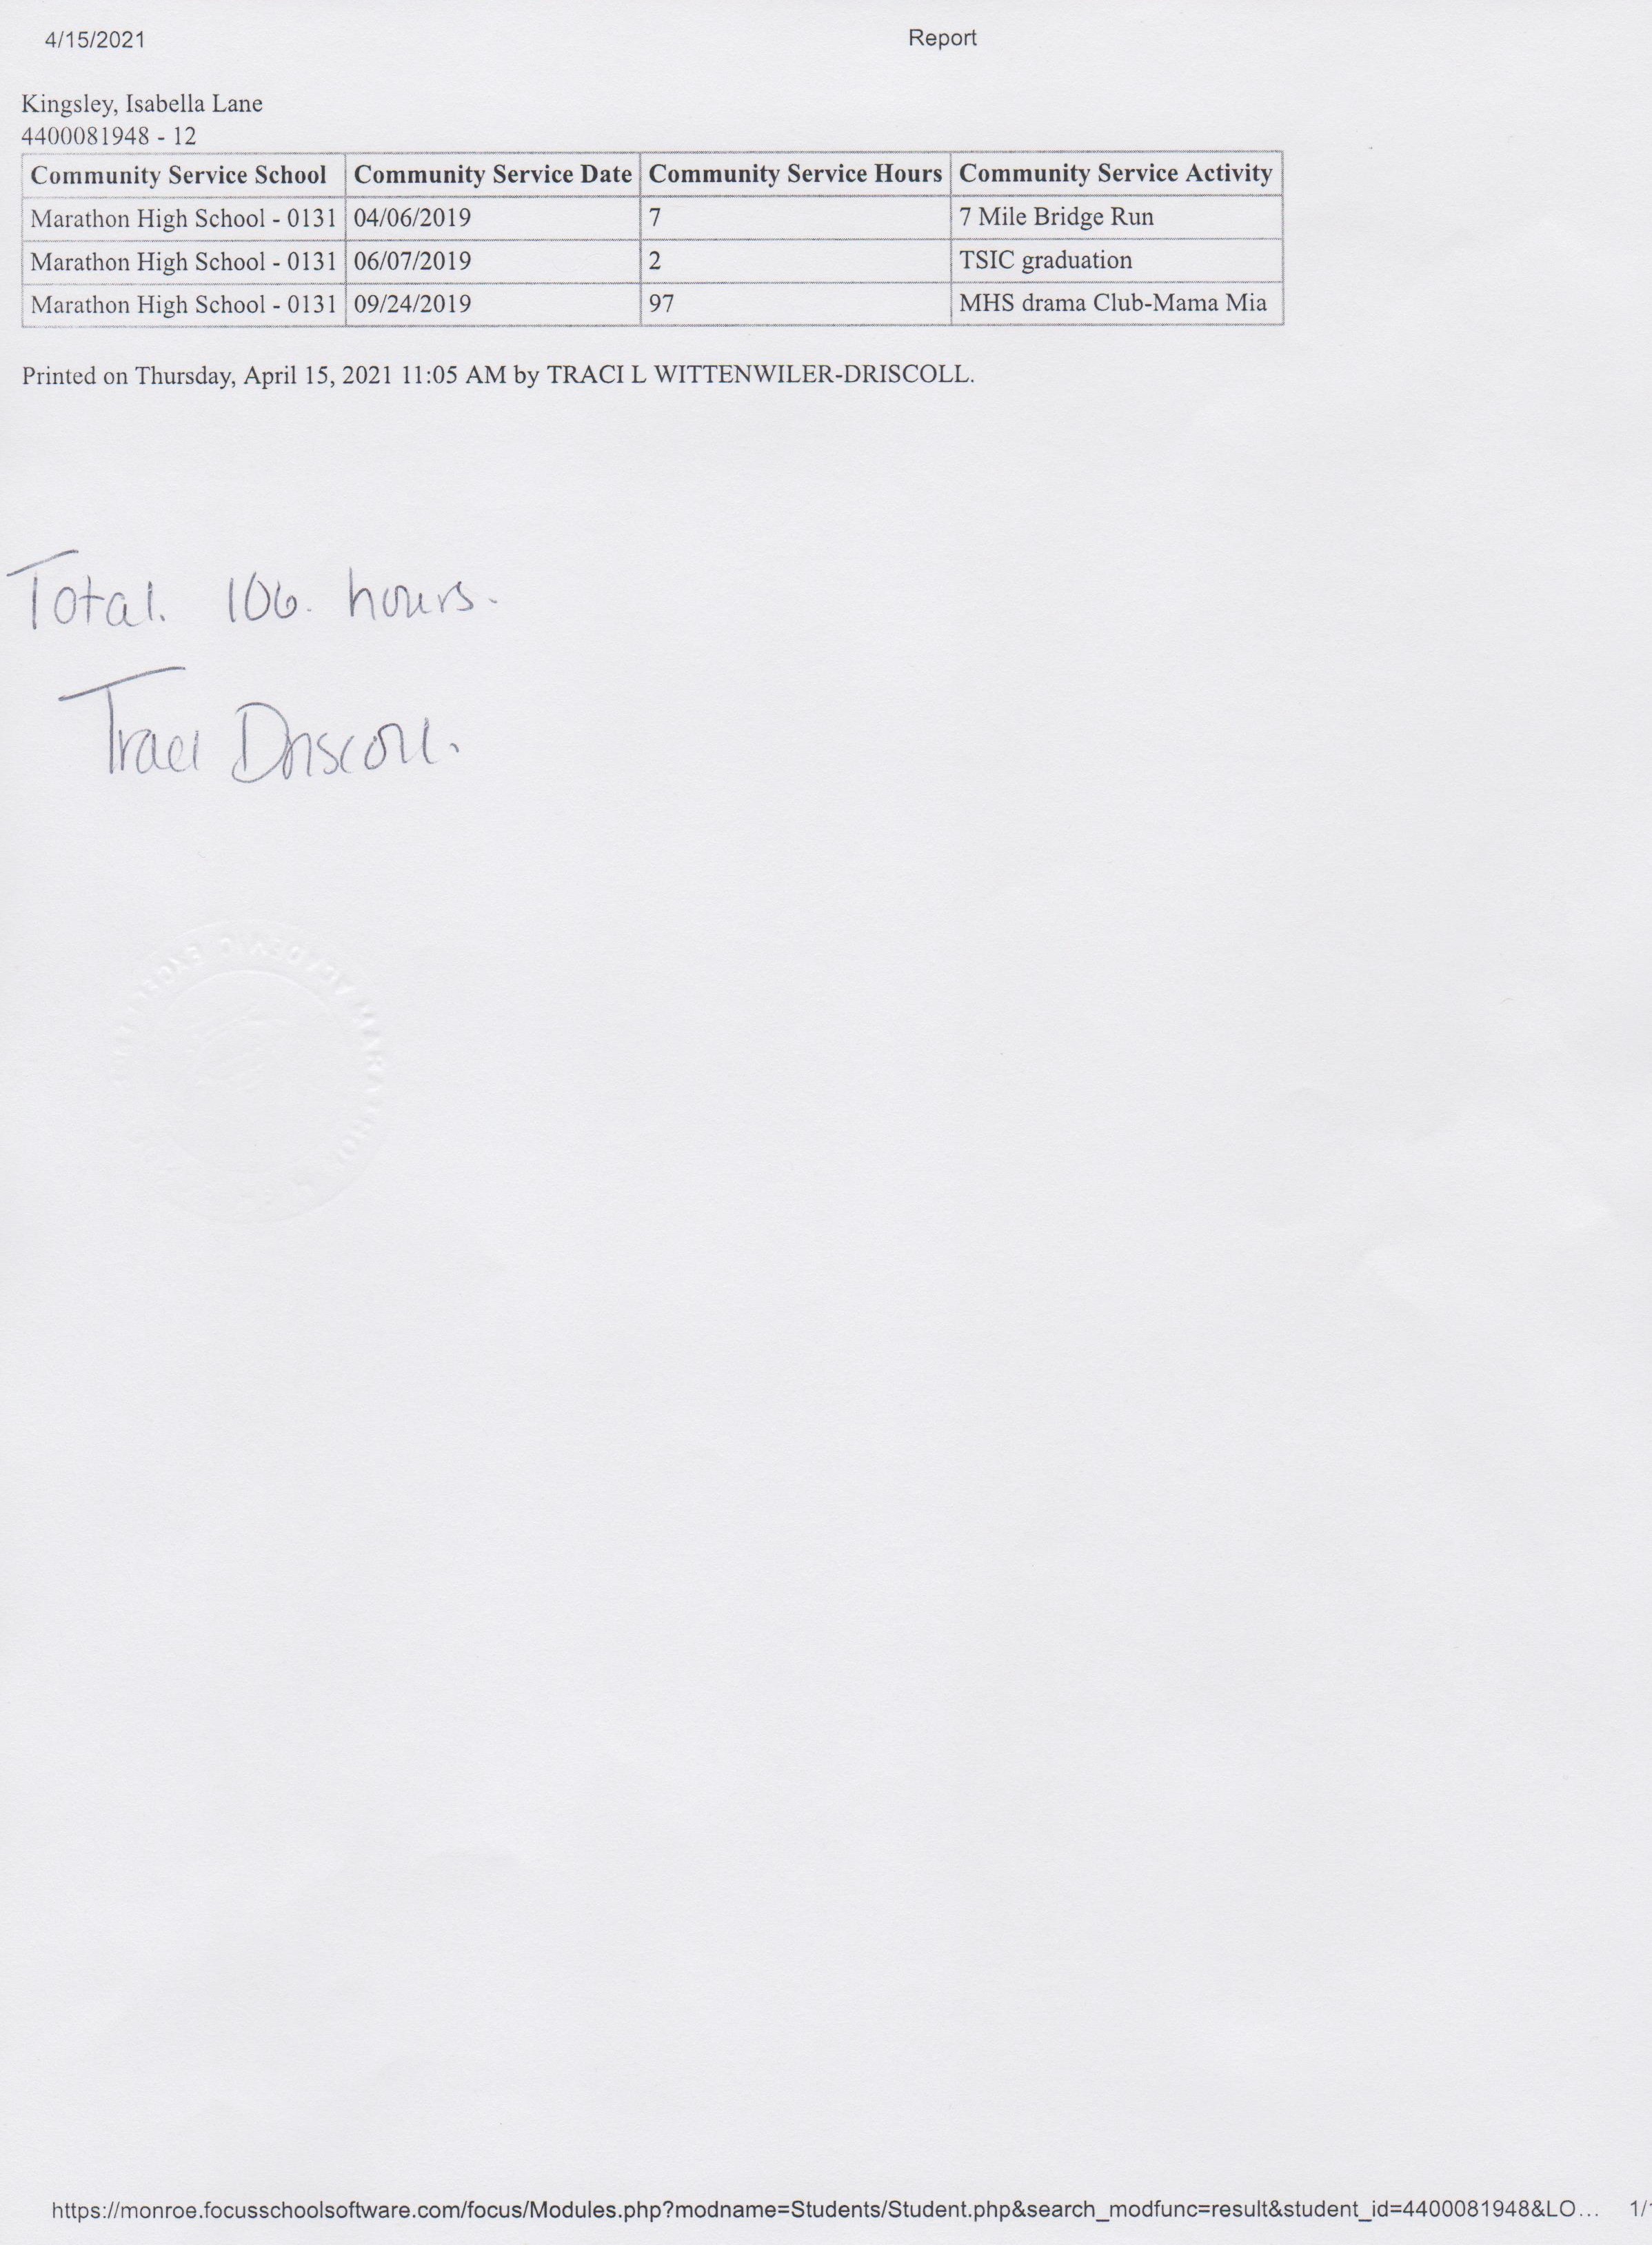 4/15/2021 Report
Kingsley, Isabella Lane
4400081948 - 12
Community Service School Community Service Date Community Service Hours Community Service Activity
Marathon High School - 0131 04/06/2019 7 7 Mile Bridge Run
Marathon High School - 0131 06/07/2019 2 TSIC graduation
Marathon High School - 0131 09/24/2019 97 MHS drama Club-Mama Mia
Printed on Thursday, April 15, 2021 11:05 AM by TRACI L WITTENWILER-DRISCOLL.
Total. 106. hours.
Traci Driscoll.
https://monroe.focusschoolsoftware.com/focus/Modules.php?modname=Students/Student.php&search_modfunc=result&student_id=4400081948&LO... 1/